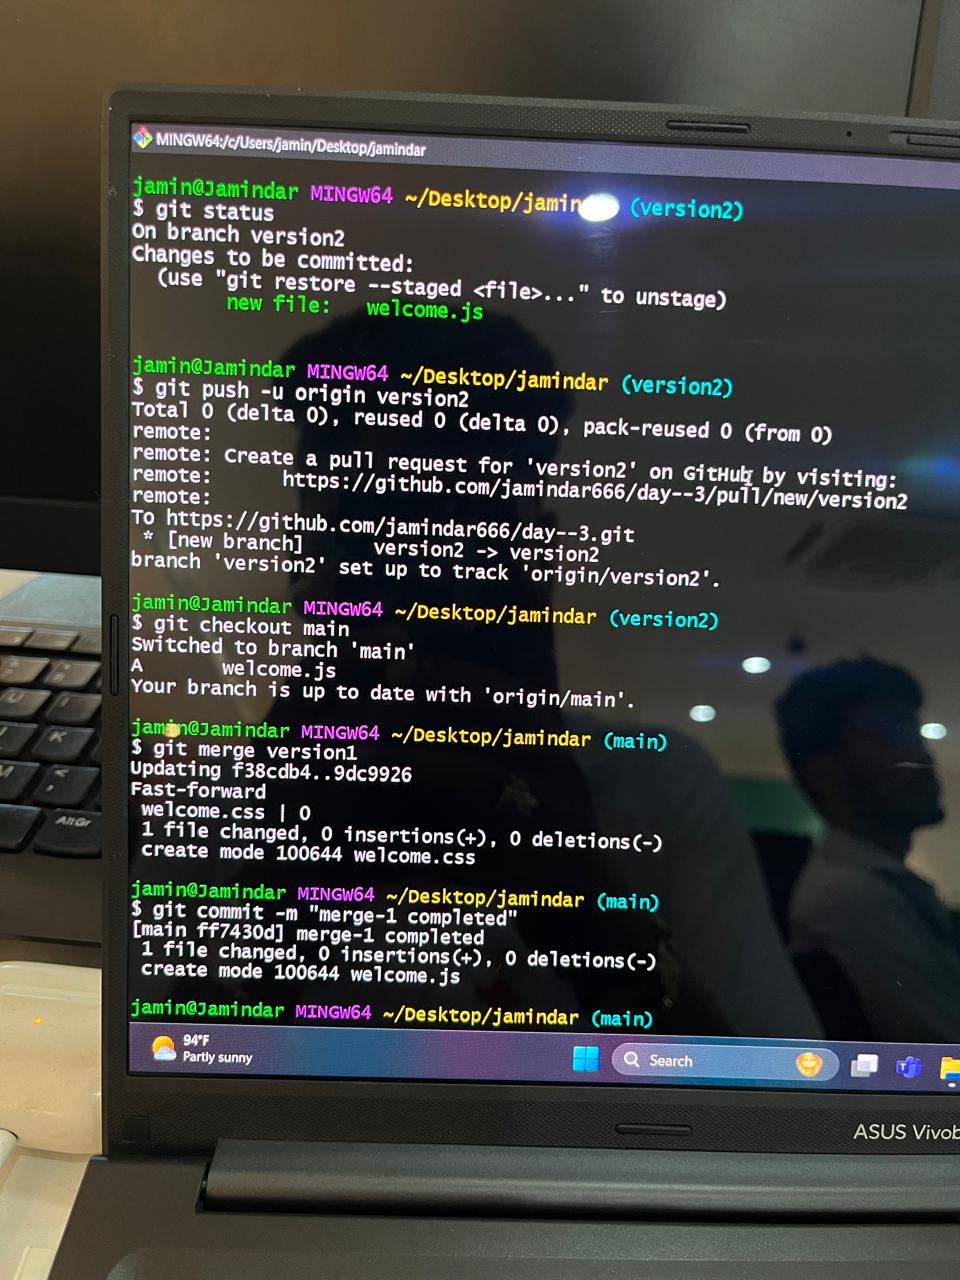 MINGW64:/c/Users/jamin/Desktop/jamindar
jamin@Jamindar MINGW64 ~/Desktop/jamin (version2)
$ git status
On branch version2
Changes to be committed:
  (use "git restore --staged <file>..." to unstage)
        new file:   welcome.js
jamin@Jamindar MINGW64 ~/Desktop/jamindar (version2)
$ git push -u origin version2
Total 0 (delta 0), reused 0 (delta 0), pack-reused 0 (from 0)
remote:
remote: Create a pull request for 'version2' on GitHub by visiting:
remote:      https://github.com/jamindar666/day--3/pull/new/version2
remote:
To https://github.com/jamindar666/day--3.git
 * [new branch]      version2 -> version2
branch 'version2' set up to track 'origin/version2'.
jamin@Jamindar MINGW64 ~/Desktop/jamindar (version2)
$ git checkout main
Switched to branch 'main'
A       welcome.js
Your branch is up to date with 'origin/main'.
jamin@Jamindar MINGW64 ~/Desktop/jamindar (main)
$ git merge version1
Updating f38cdb4..9dc9926
Fast-forward
 welcome.css | 0
 1 file changed, 0 insertions(+), 0 deletions(-)
 create mode 100644 welcome.css
jamin@Jamindar MINGW64 ~/Desktop/jamindar (main)
$ git commit -m "merge-1 completed"
[main ff7430d] merge-1 completed
 1 file changed, 0 insertions(+), 0 deletions(-)
 create mode 100644 welcome.js
jamin@Jamindar MINGW64 ~/Desktop/jamindar (main)
94°F
Partly sunny
Search
ASUS Vivob
K
M
Alt Gr